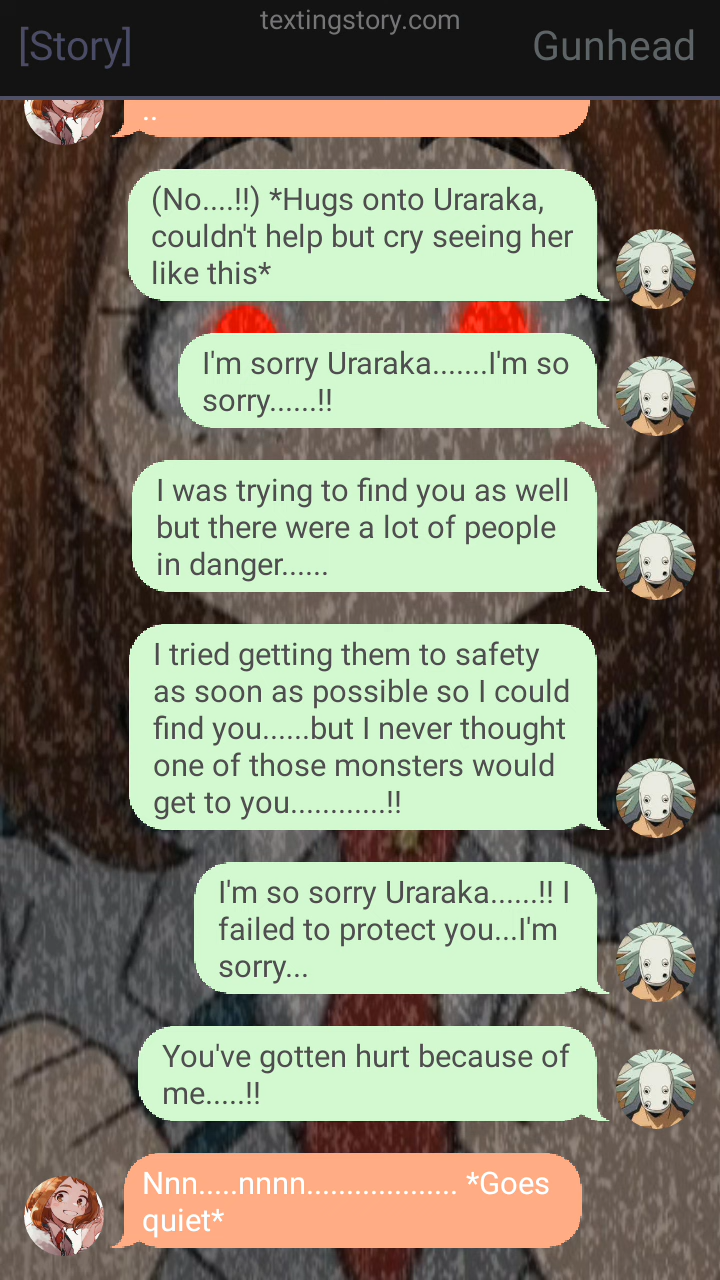 textingstory.com
[Story]
Gunhead
..
(No....!!) *Hugs onto Uraraka,
couldn't help but cry seeing her
like this*
I'm sorry Uraraka.......I'm so
sorry......!!
I was trying to find you as well
but there were a lot of people
in danger......
I tried getting them to safety
as soon as possible so I could
find you......but I never thought
one of those monsters would
get to you............!!
I'm so sorry Uraraka......!! I
failed to protect you...I'm
sorry...
You've gotten hurt because of
me.....!!
Nnn.....nnnn................... *Goes
quiet*